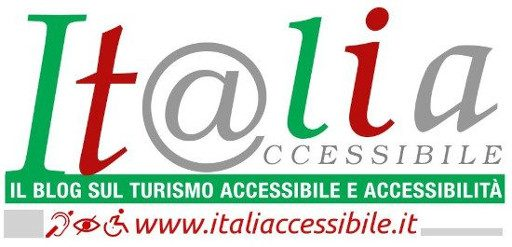 It@lia
CCESSIBILE
IL BLOG SUL TURISMO ACCESSIBILE E ACCESSIBILITÀ
www.italiaccessibile.it